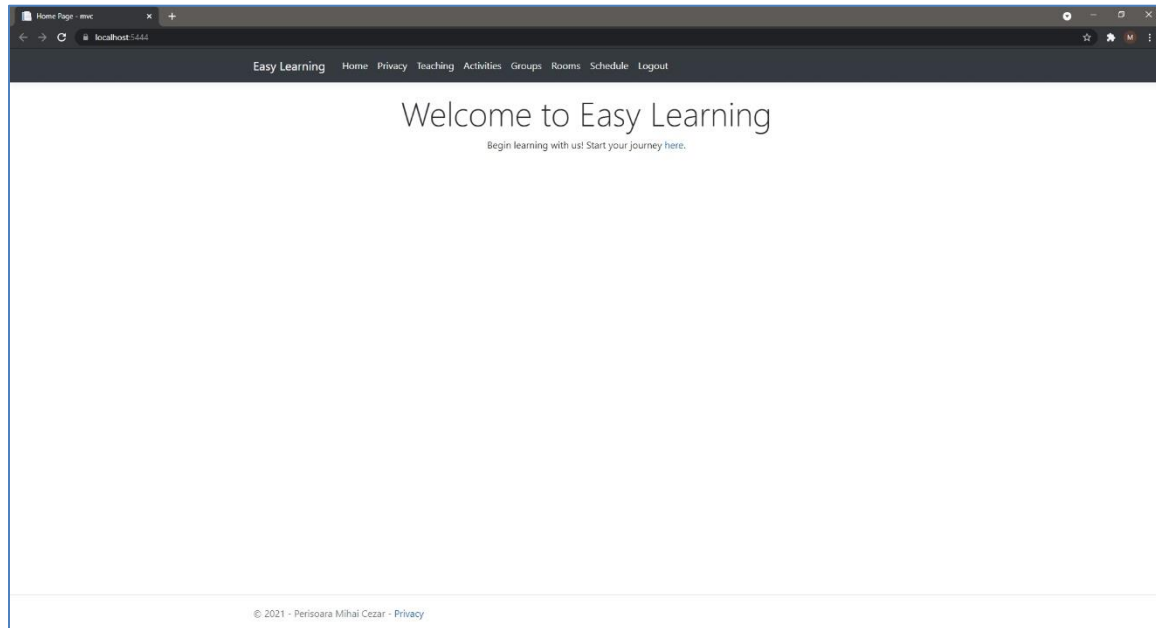 Home Page - mvc
localhost:5444
M
Easy Learning Home Privacy Teaching Activities Groups Rooms Schedule Logout
Welcome to Easy Learning
Begin learning with us! Start your journey here.
© 2021 - Perisoara Mihai Cezar - Privacy